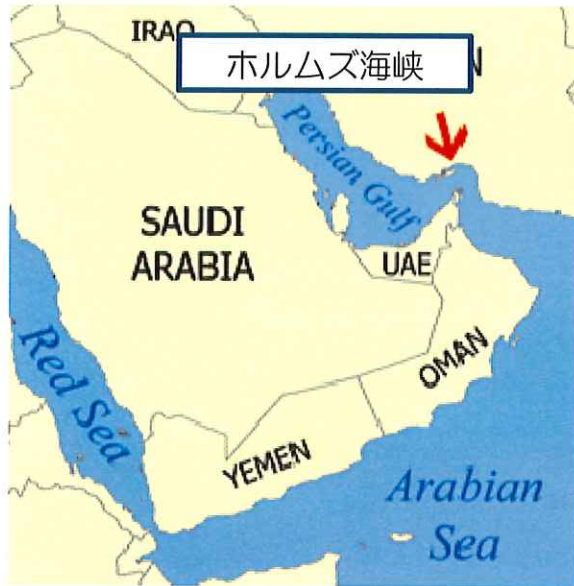 IRAQ
ホルムズ海峡
N
Persian Gulf
SAUDI
ARABIA
UAE
Red Sea
OMAN
YEMEN
Arabian
Sea